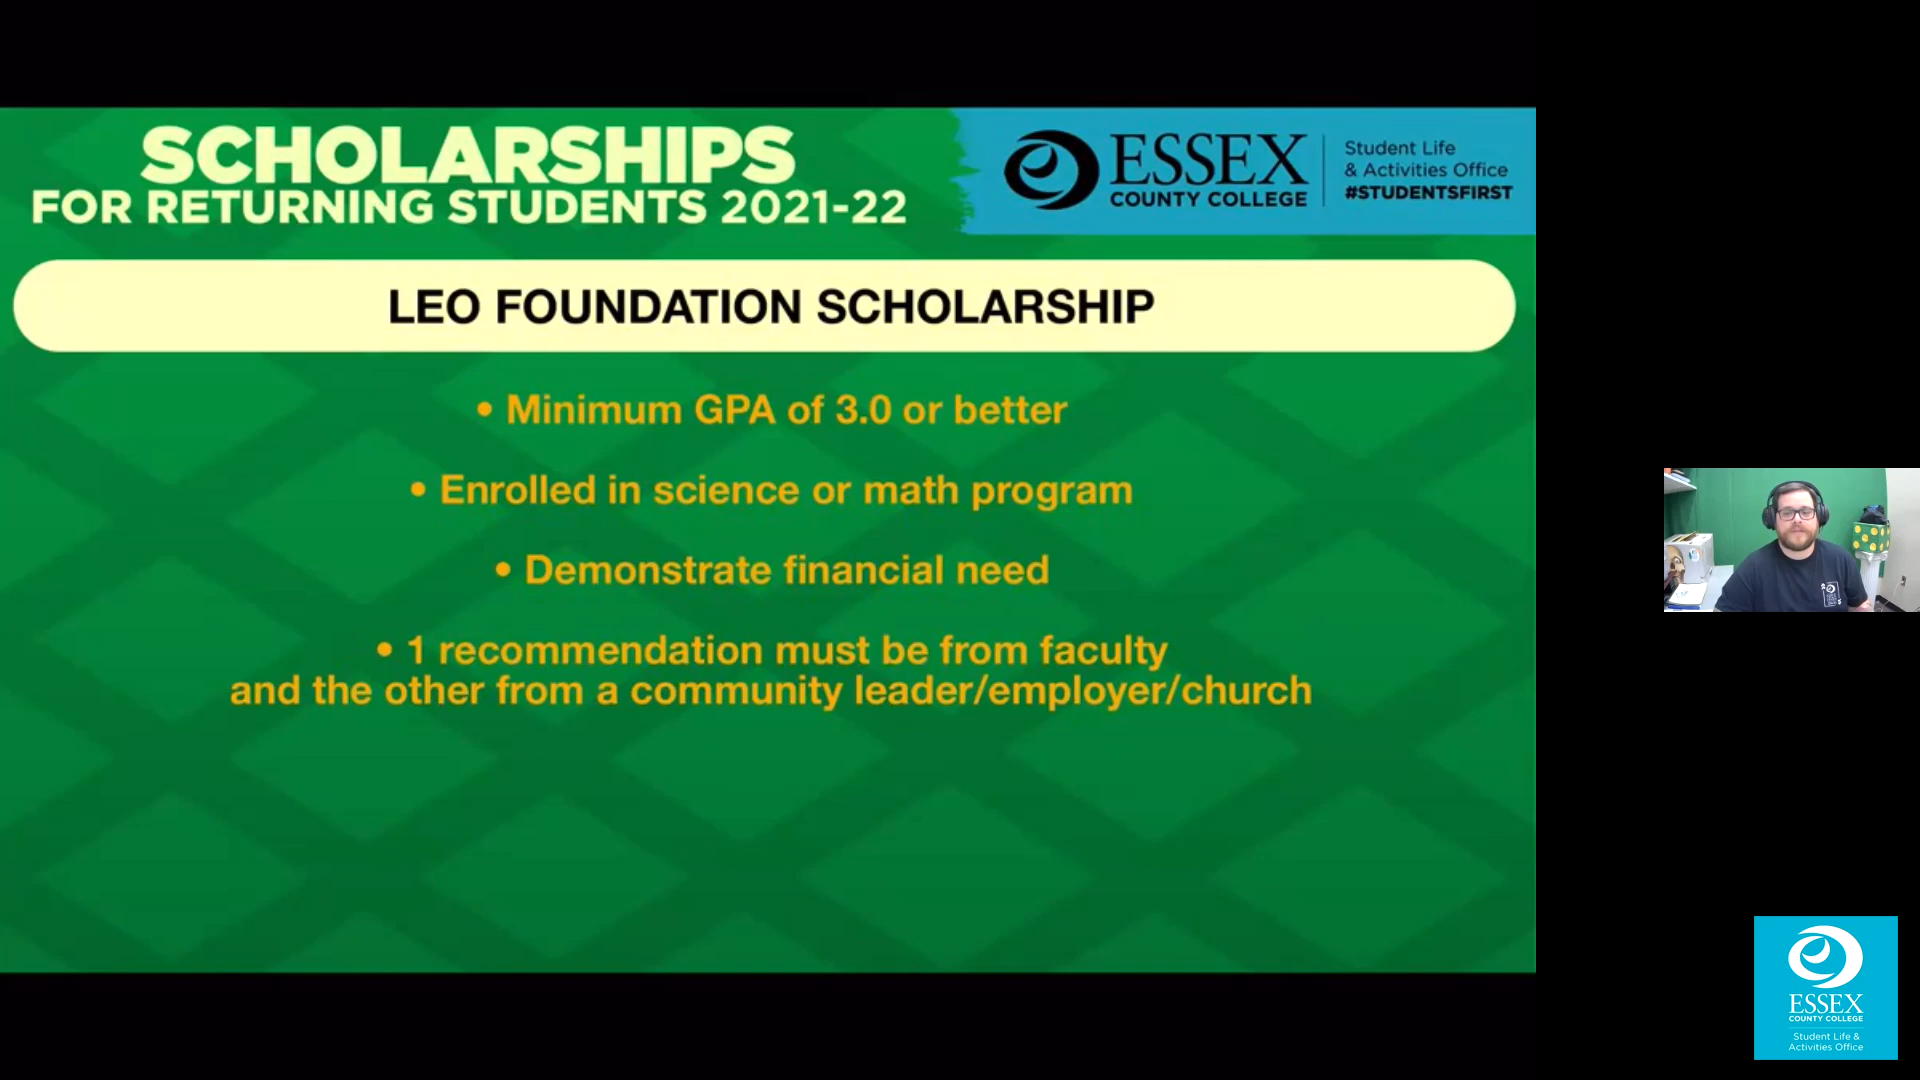 SCHOLARSHIPS
FOR RETURNING STUDENTS 2021-22
ESSEX
COUNTY COLLEGE
Student Life
& Activities Office
#STUDENTSFIRST
LEO FOUNDATION SCHOLARSHIP
• Minimum GPA of 3.0 or better
• Enrolled in science or math program
• Demonstrate financial need
• 1 recommendation must be from faculty
and the other from a community leader/employer/church
ESSEX
COUNTY COLLEGE
Student Life &
Activities Office